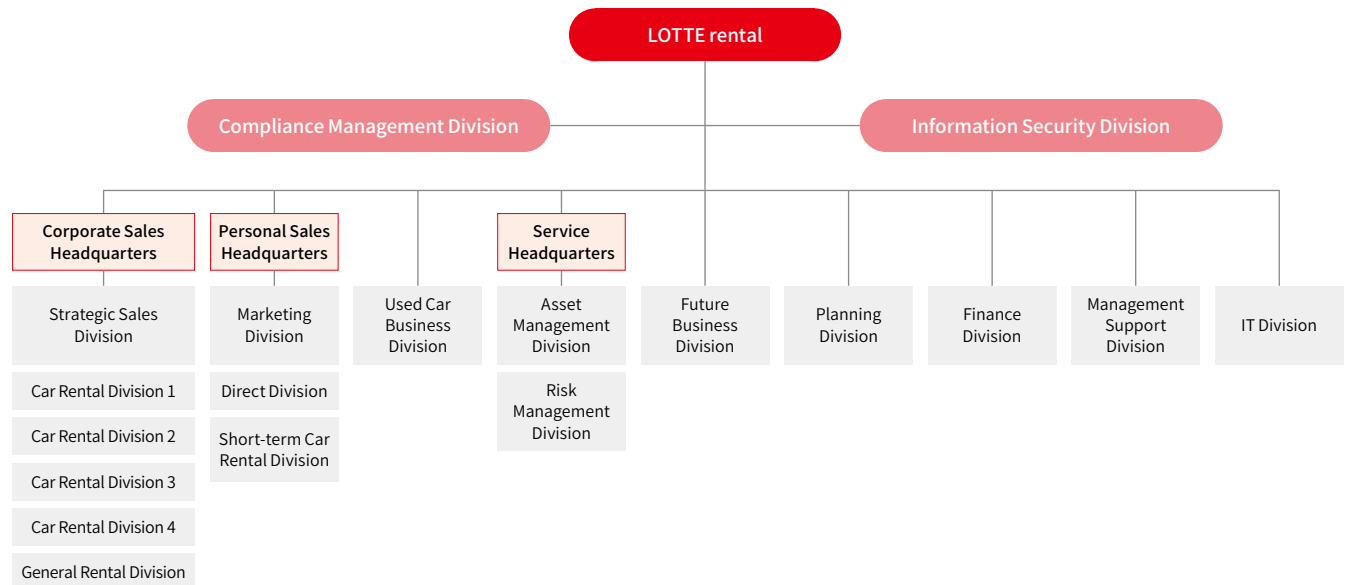 LOTTE rental
Compliance Management Division
Information Security Division
Corporate Sales
Headquarters
Strategic Sales
Division
Car Rental Division 1
Car Rental Division 2
Car Rental Division 3
Car Rental Division 4
General Rental Division
Personal Sales
Headquarters
Marketing
Division
Direct Division
Short-term Car
Rental Division
Used Car
Business
Division
Service
Headquarters
Asset
Management
Division
Risk
Management
Division
Future
Business
Division
Planning
Division
Finance
Division
Management
Support
Division
IT Division